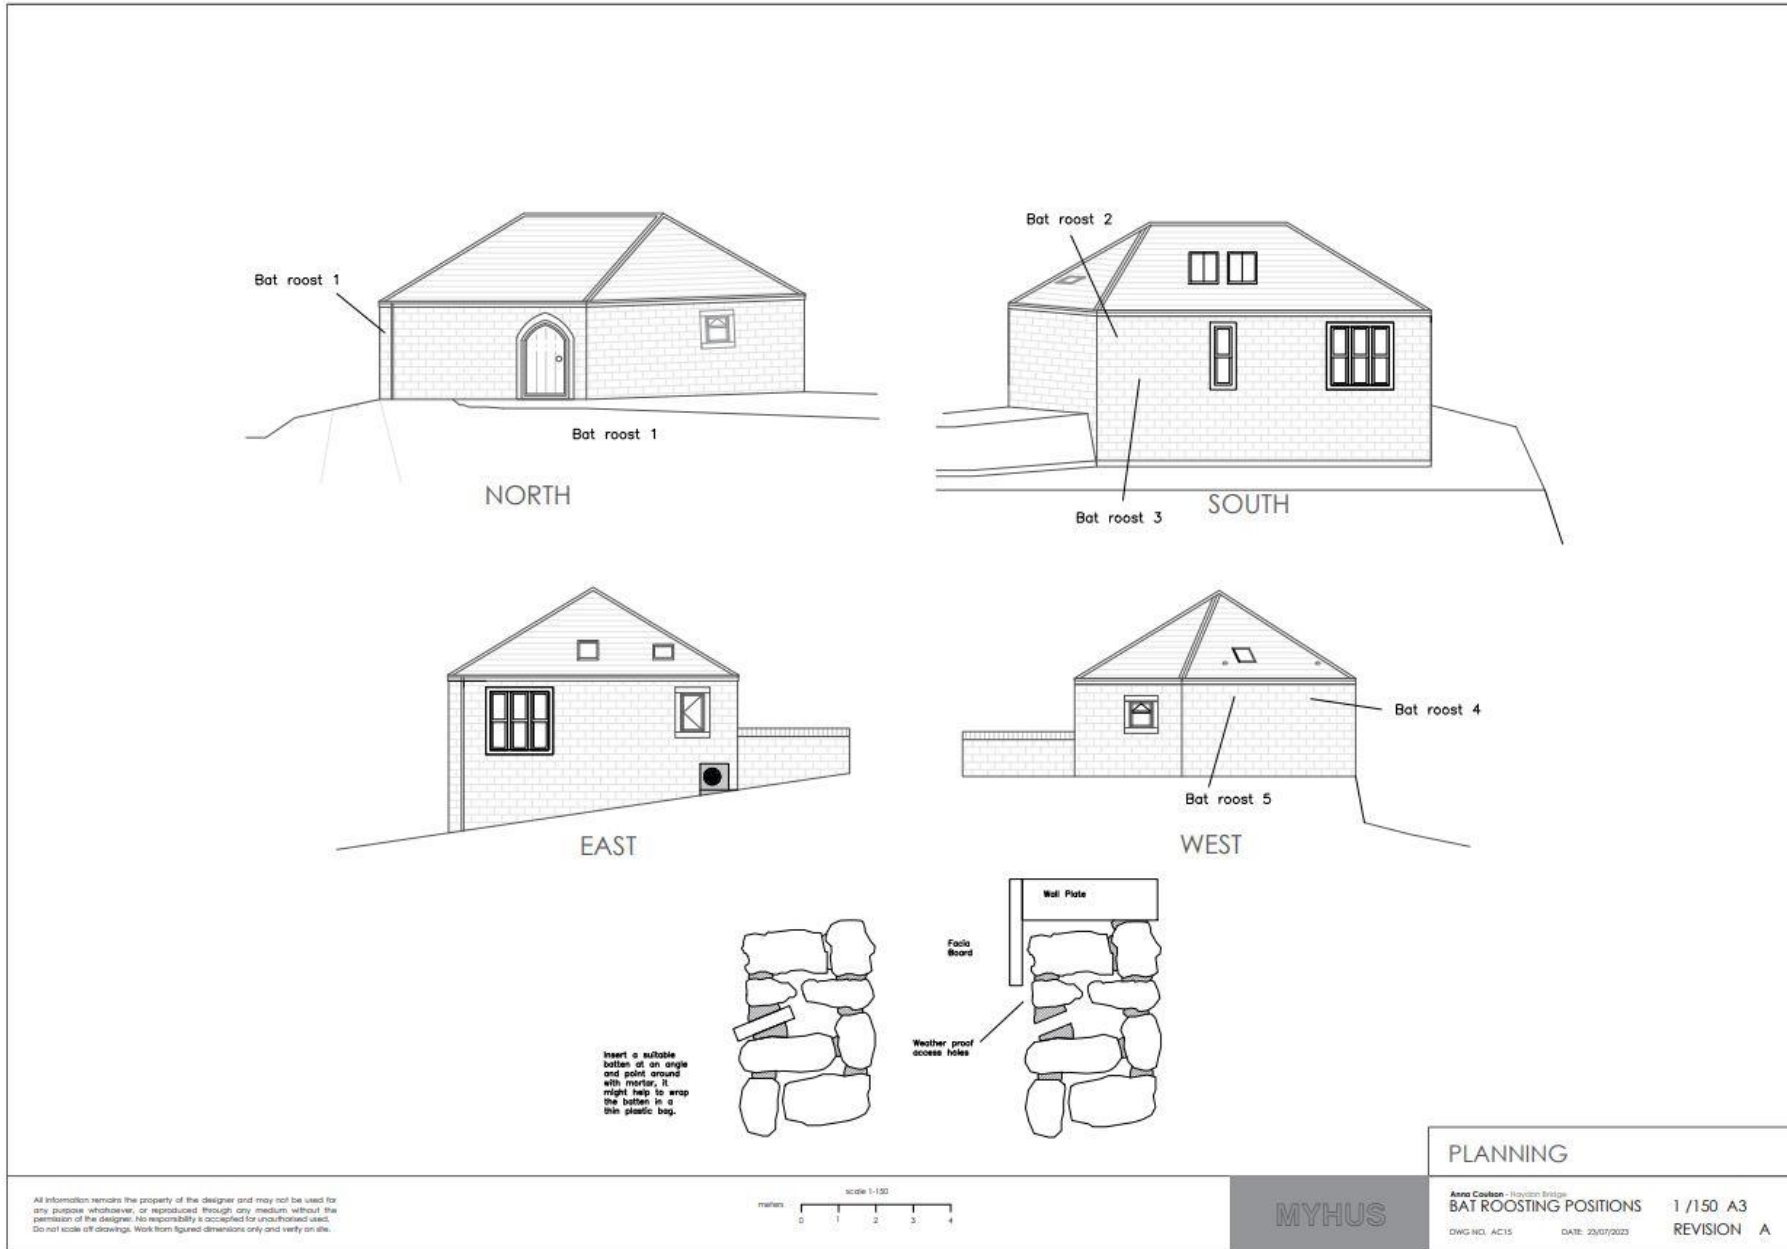 Bat roost 1
Bat roost 1
NORTH
Bat roost 2
Bat roost 3
SOUTH
EAST
Bat roost 4
Bat roost 5
WEST
Insert a suitable
batten at an angle
and point around
with mortar, it
might help to wrap
the batten in a
thin plastic bag.
Wall Plate
Facia
Board
Weather proof
access holes
All information remains the property of the designer and may not be used for
any purpose whatsoever, or reproduced through any medium without the
permission of the designer. No responsibility is accepted for unauthorised used.
Do not scale off drawings. Work from figured dimensions only and verify on site.
scale 1-150
meters
0 1 2 3 4
MYHUS
PLANNING
Anna Coulson - Haydon Bridge
BAT ROOSTING POSITIONS
1 /150 A3
DWG NO. AC15
DATE: 23/07/2023
REVISION A